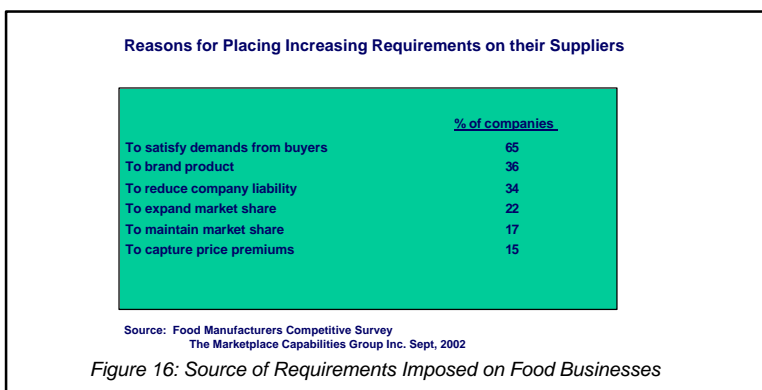 Reasons for Placing Increasing Requirements on their Suppliers
% of companies
To satisfy demands from buyers 65
To brand product 36
To reduce company liability 34
To expand market share 22
To maintain market share 17
To capture price premiums 15
Source: Food Manufacturers Competitive Survey
The Marketplace Capabilities Group Inc. Sept, 2002
Figure 16: Source of Requirements Imposed on Food Businesses